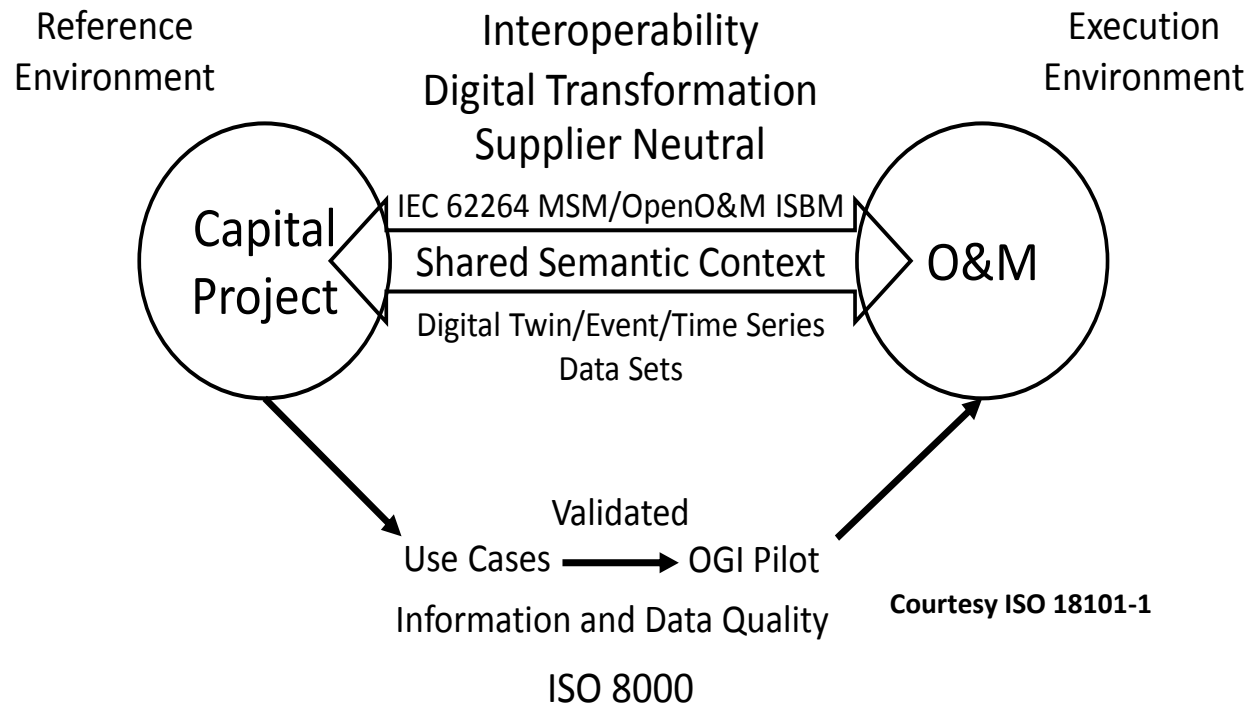 Reference
Environment
Interoperability
Digital Transformation
Supplier Neutral
Execution
Environment
Capital
Project
IEC 62264 MSM/OpenO&M ISBM
Shared Semantic Context
Digital Twin/Event/Time Series
Data Sets
O&M
Validated
Use Cases
OGI Pilot
Information and Data Quality
ISO 8000
Courtesy ISO 18101-1